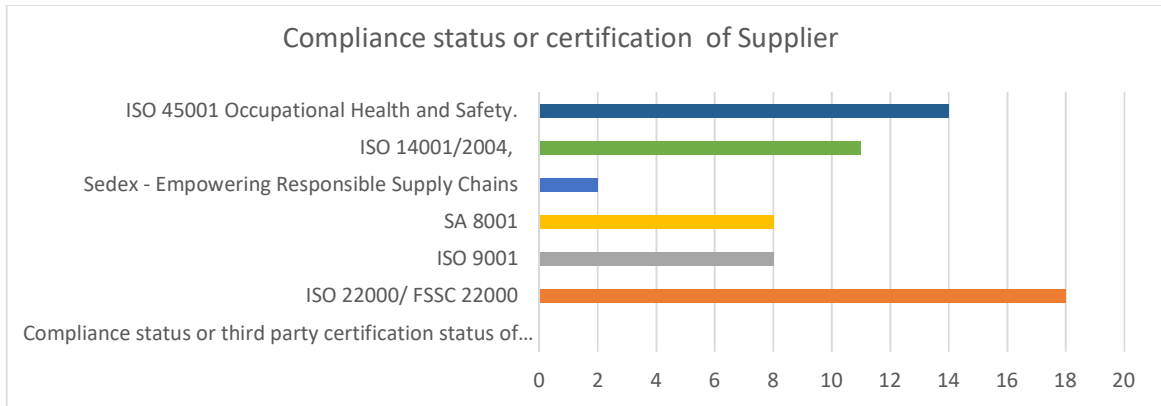 Compliance status or certification  of Supplier
ISO 45001 Occupational Health and Safety.
ISO 14001/2004,
Sedex - Empowering Responsible Supply Chains
SA 8001
ISO 9001
ISO 22000/ FSSC 22000
Compliance status or third party certification status of…
0 2 4 6 8 10 12 14 16 18 20